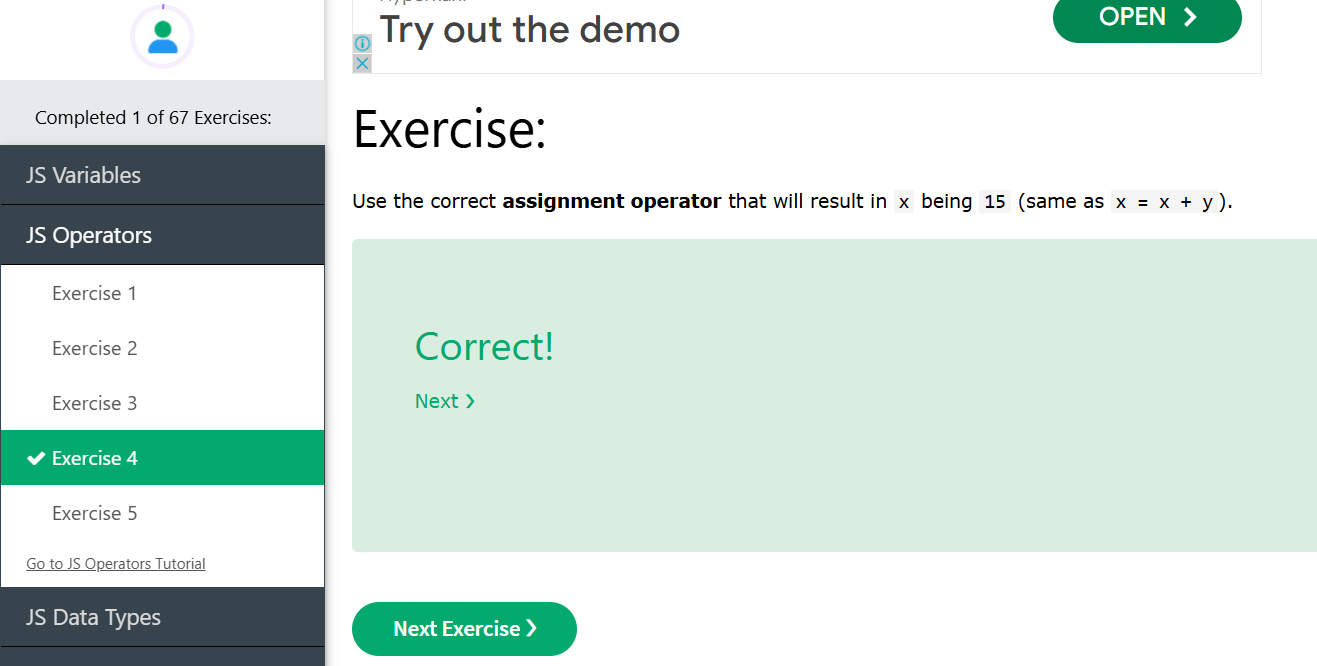 Try out the demo
OPEN
Completed 1 of 67 Exercises:
JS Variables
JS Operators
Exercise 1
Exercise 2
Exercise 3
Exercise 4
Exercise 5
Go to JS Operators Tutorial
JS Data Types
Exercise:
Use the correct assignment operator that will result in x being 15 (same as x = x + y).
Correct!
Next ❯
Next Exercise ❯